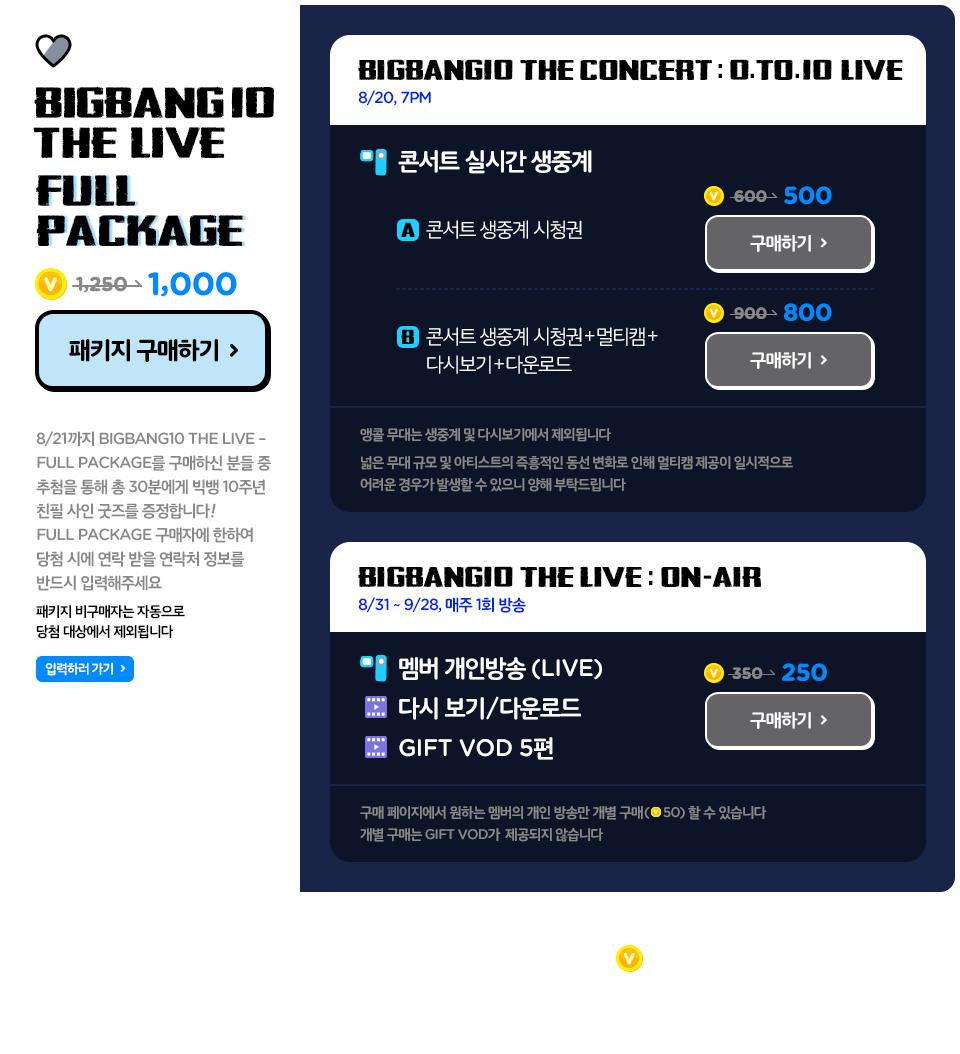 BIGBANG10
THE LIVE
FULL
PACKAGE
V 1,250 1,000
패키지 구매하기 >
8/21까지 BIGBANG10 THE LIVE –
FULL PACKAGE를 구매하신 분들 중
추첨을 통해 총 30분에게 빅뱅 10주년
친필 사인 굿즈를 증정합니다!
FULL PACKAGE 구매자에 한하여
당첨 시에 연락 받을 연락처 정보를
반드시 입력해주세요
패키지 비구매자는 자동으로
당첨 대상에서 제외됩니다
입력하러 가기 >
BIGBANG10 THE CONCERT : 0.TO.10 LIVE
8/20, 7PM
콘서트 실시간 생중계
A 콘서트 생중계 시청권
V 600 500
구매하기 >
B 콘서트 생중계 시청권+멀티캠+
다시보기+다운로드
V 900 800
구매하기 >
앵콜 무대는 생중계 및 다시보기에서 제외됩니다
넓은 무대 규모 및 아티스트의 즉흥적인 동선 변화로 인해 멀티캠 제공이 일시적으로
어려운 경우가 발생할 수 있으니 양해 부탁드립니다
BIGBANG10 THE LIVE : ON-AIR
8/31 ~ 9/28, 매주 1회 방송
멤버 개인방송 (LIVE)
다시 보기/다운로드
GIFT VOD 5편
V 350 250
구매하기 >
구매 페이지에서 원하는 멤버의 개인 방송만 개별 구매(V50) 할 수 있습니다
개별 구매는 GIFT VOD가 제공되지 않습니다
V